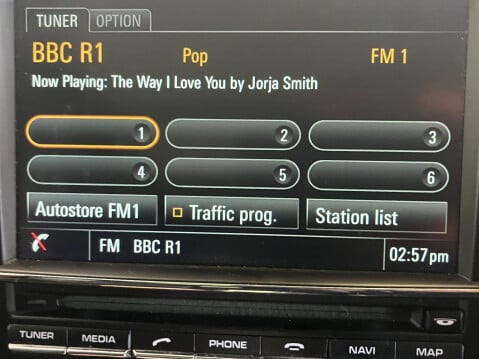 TUNER OPTION
BBC R1 Pop FM 1
Now Playing: The Way I Love You by Jorja Smith
1 2 3
4 5 6
Autostore FM1 Traffic prog. Station list
FM BBC R1 02:57pm
TUNER MEDIA PHONE NAVI MAP